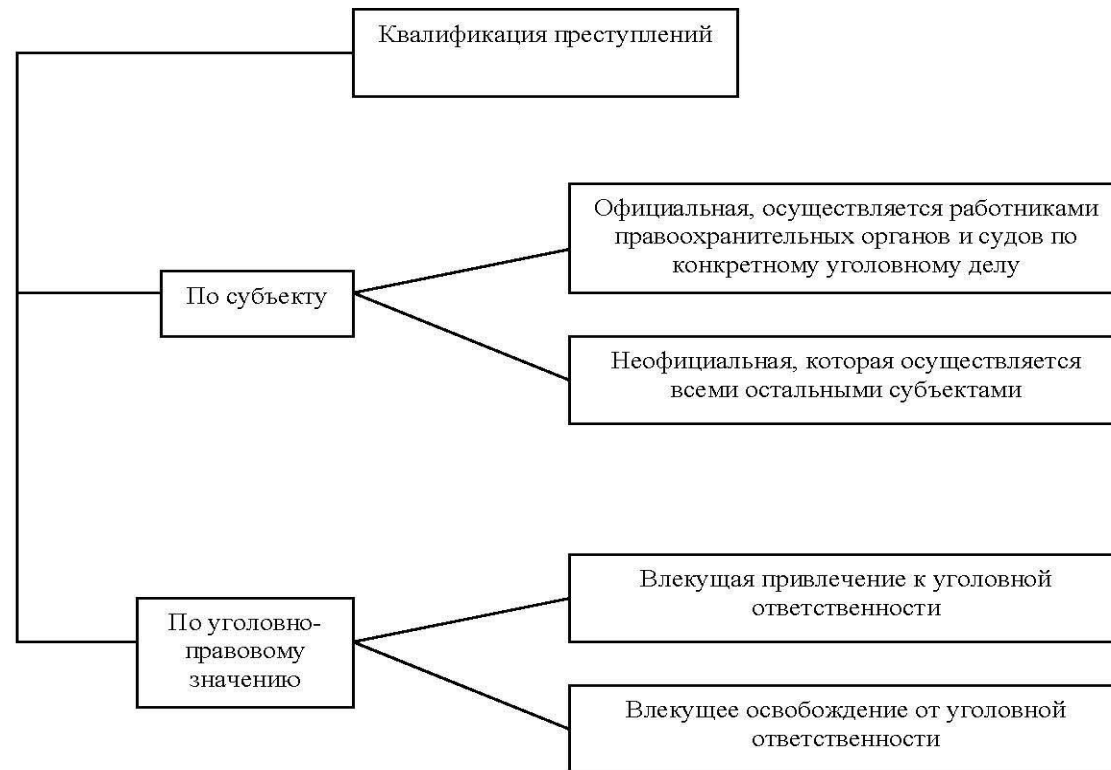 Квалификация преступлений
Официальная, осуществляется работниками
правоохранительных органов и судов по
конкретному уголовному делу
По субъекту
Неофициальная, которая осуществляется
всеми остальными субъектами
Влекущая привлечение к уголовной
ответственности
По уголовно-
правовому
значению
Влекущее освобождение от уголовной
ответственности